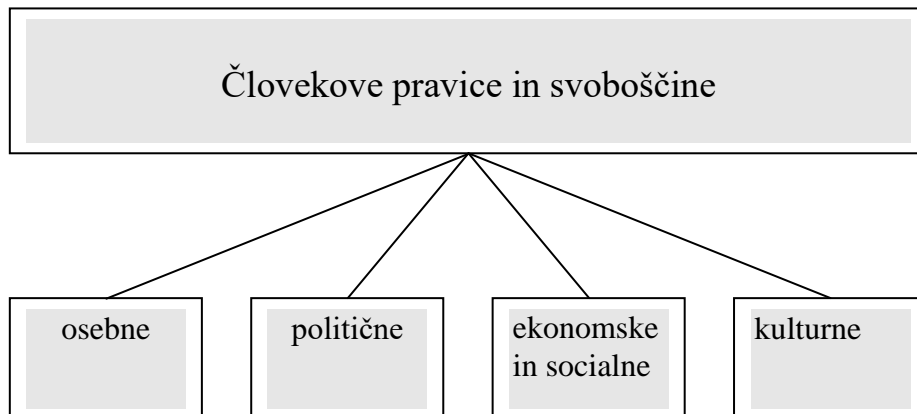 Človekove pravice in svoboščine
osebne
politične
ekonomske
in socialne
kulturne